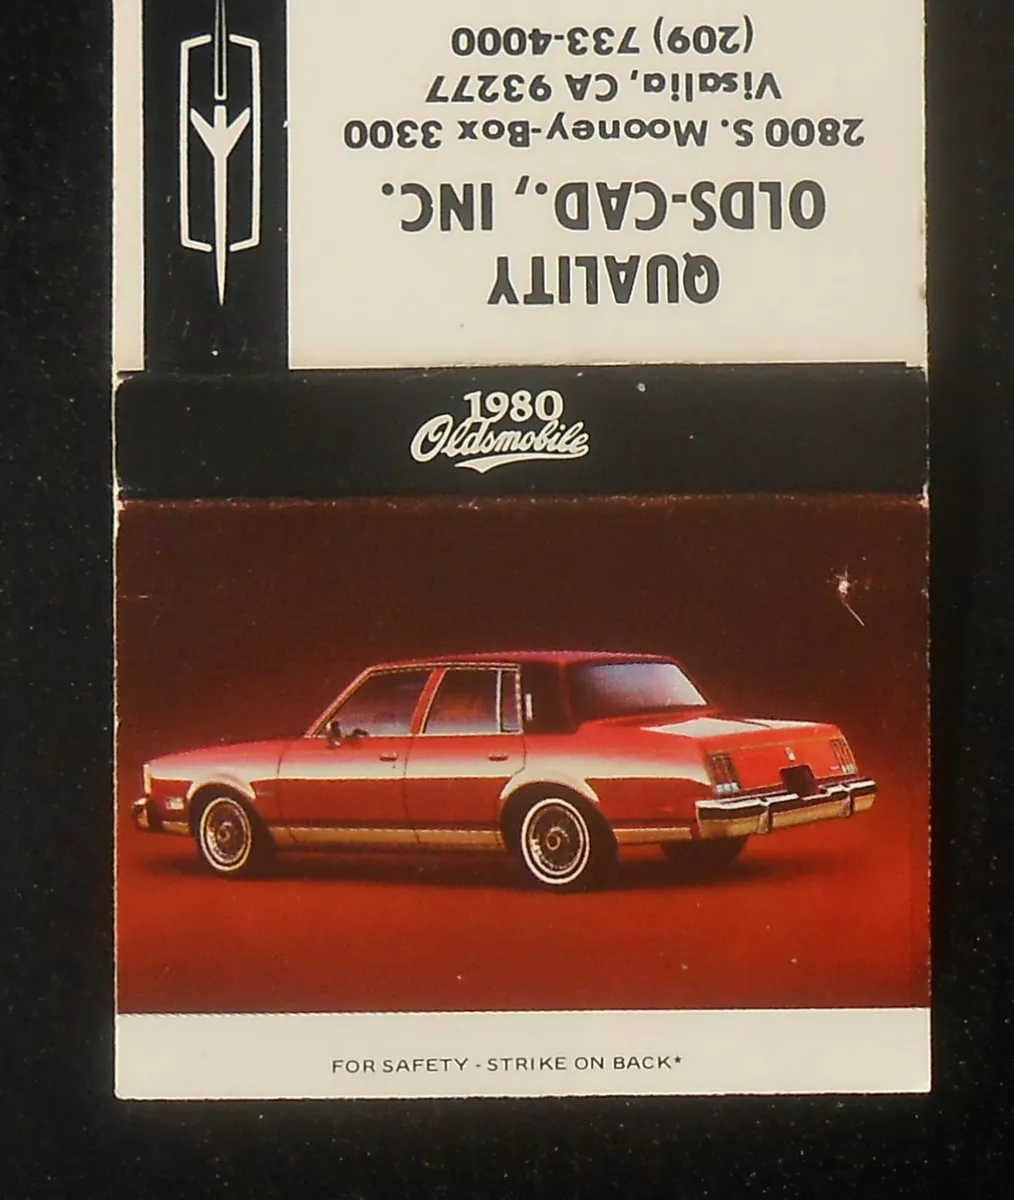 QUALITY
OLDS-CAD., INC.
2800 S. Mooney-Box 3300
Visalia, CA 93277
(209) 733-4000
1980
Oldsmobile
FOR SAFETY - STRIKE ON BACK*